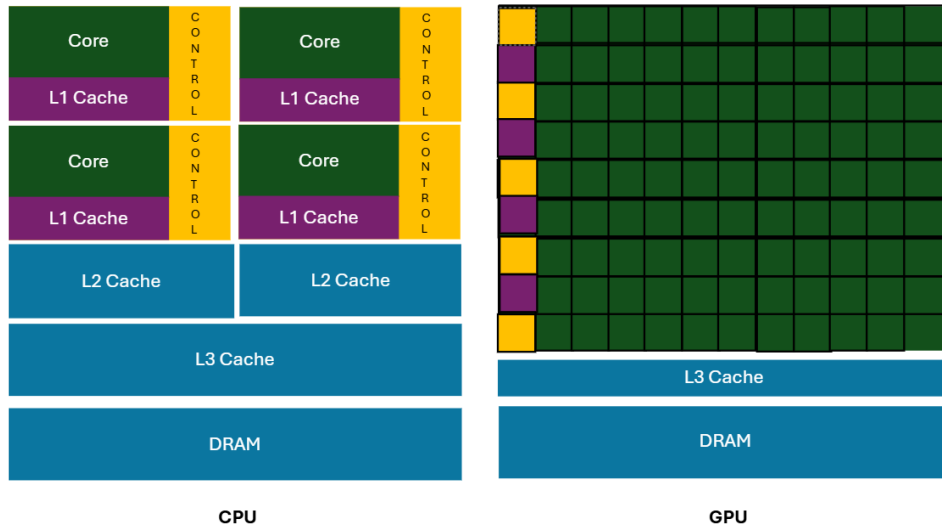 Core
CONTROL
L1 Cache
Core
CONTROL
L1 Cache
Core
CONTROL
L1 Cache
Core
CONTROL
L1 Cache
L2 Cache
L2 Cache
L3 Cache
DRAM
CPU
L3 Cache
DRAM
GPU